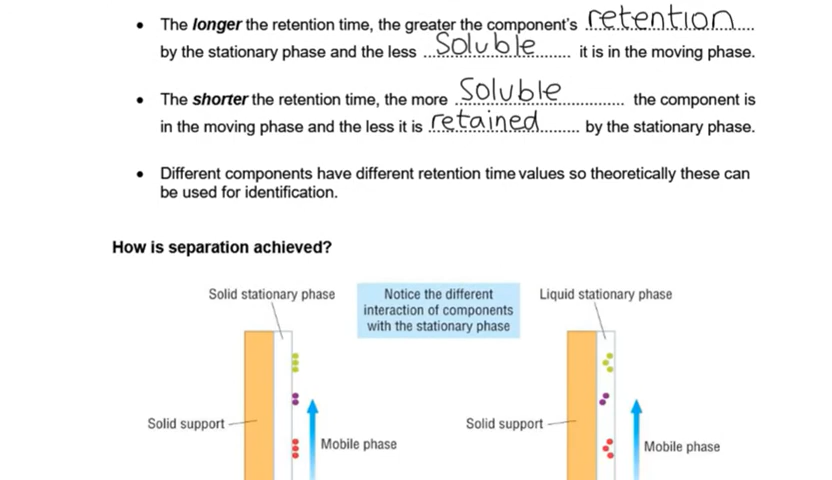 • The longer the retention time, the greater the component's retention
by the stationary phase and the less Soluble it is in the moving phase.
• The shorter the retention time, the more Soluble the component is
in the moving phase and the less it is retained by the stationary phase.
• Different components have different retention time values so theoretically these can
be used for identification.
How is separation achieved?
Solid stationary phase
Notice the different
interaction of components
with the stationary phase
Liquid stationary phase
Solid support
Mobile phase
Solid support
Mobile phase